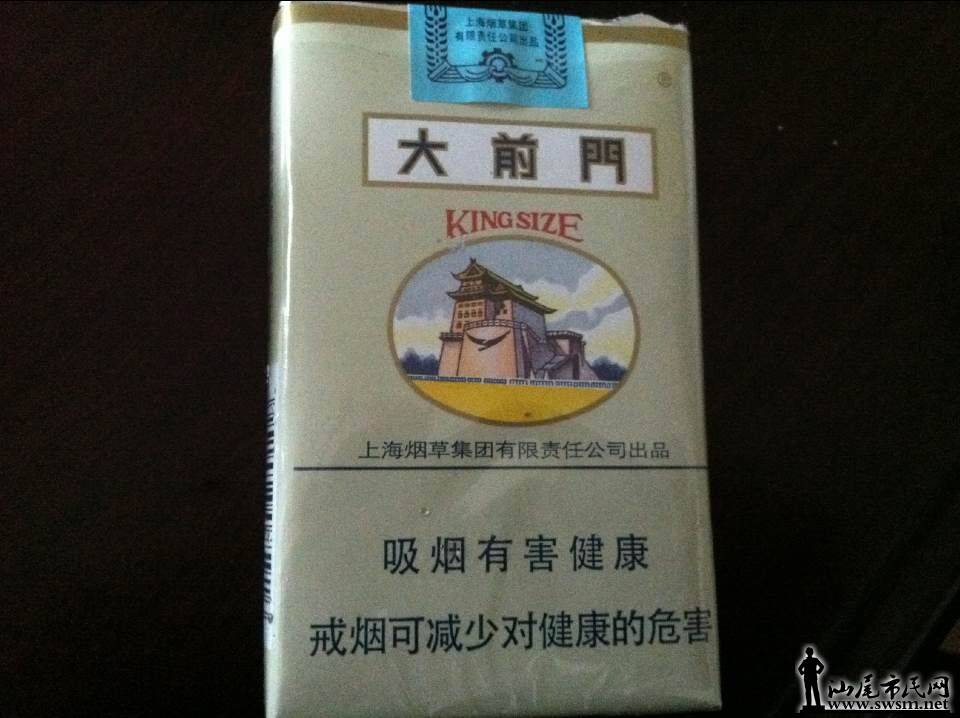 上海烟草集团
有限责任公司出品
大前門
KING SIZE
上海烟草集团有限责任公司出品
吸烟有害健康
戒烟可减少对健康的危害
汕尾市民网
www.swsm.net